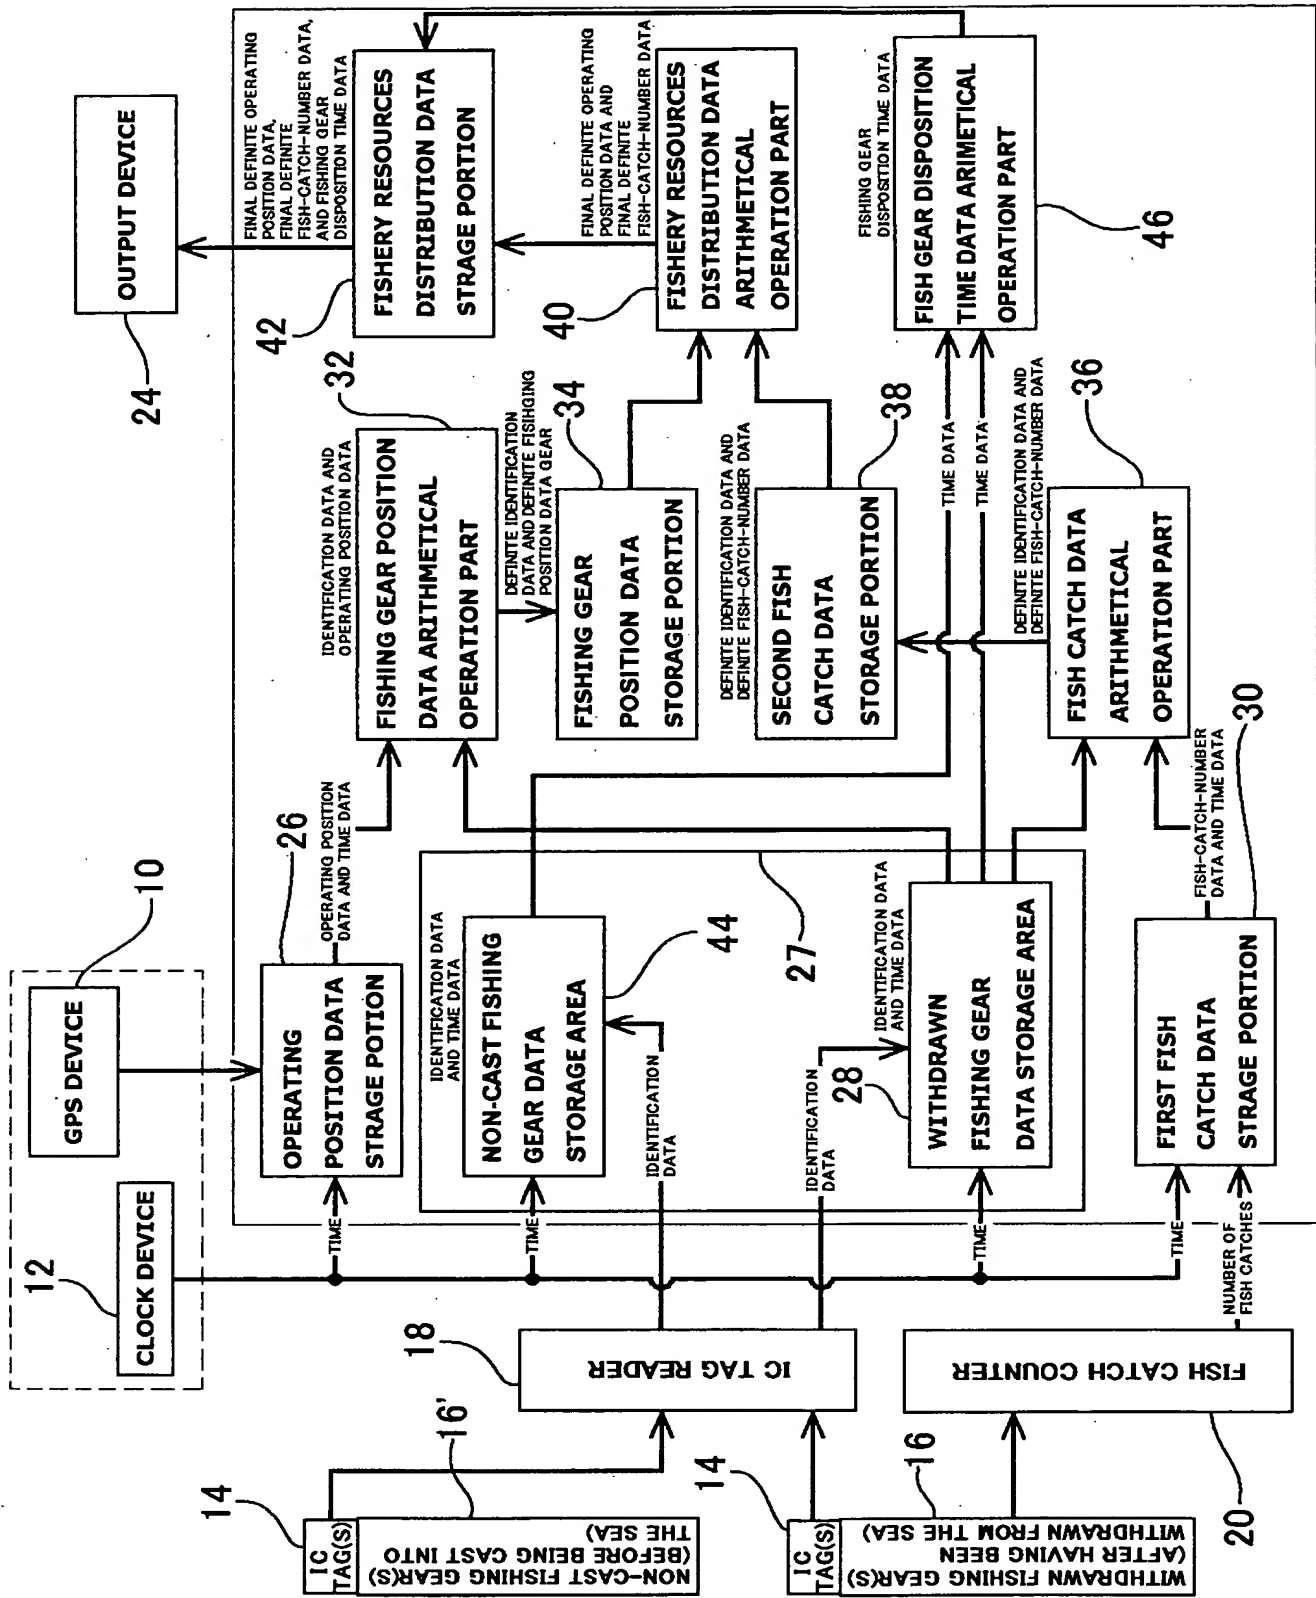 14
IC
TAG(S)
NON-CAST FISHING GEAR(S)
(BEFORE BEING CAST INTO
THE SEA)
16'
14
IC
TAG(S)
WITHDRAWN FISHING GEAR(S)
(AFTER HAVING BEEN
WITHDRAWN FROM THE SEA)
16
18
IC TAG READER
FISH CATCH COUNTER
20
12
CLOCK DEVICE
GPS DEVICE
10
TIME
TIME
TIME
TIME
NUMBER OF
FISH CATCHES
IDENTIFICATION
DATA
IDENTIFICATION
DATA
OPERATING
POSITION DATA
STRAGE POTION
26
OPERATING POSITION
DATA AND TIME DATA
NON-CAST FISHING
GEAR DATA
STORAGE AREA
44
IDENTIFICATION DATA
AND TIME DATA
27
WITHDRAWN
FISHING GEAR
DATA STORAGE AREA
28
IDENTIFICATION DATA
AND TIME DATA
FIRST FISH
CATCH DATA
STRAGE PORTION
30
FISH-CATCH-NUMBER
DATA AND TIME DATA
IDENTIFICATION DATA AND
OPERATING POSITION DATA
FISHING GEAR POSITION
DATA ARITHMETICAL
OPERATION PART
32
DEFINITE IDENTIFICATION
DATA AND DEFINITE FISIHGING
POSITION DATA GEAR
FISHING GEAR
POSITION DATA
STORAGE PORTION
34
DEFINITE IDENTIFICATION DATA AND
DEFINITE FISH-CATCH-NUMBER DATA
SECOND FISH
CATCH DATA
STORAGE PORTION
38
TIME DATA
TIME DATA
DEFINITE IDENTIFICATION DATA AND
DEFINITE FISH-CATCH-NUMBER DATA
FISH CATCH DATA
ARITHMETICAL
OPERATION PART
36
OUTPUT DEVICE
24
FINAL DEFINITE OPERATING
POSITION DATA,
FINAL DEFINITE
FISH-CATCH-NUMBER DATA,
AND FISHING GEAR
DISPOSITION TIME DATA
FISHERY RESOURCES
DISTRIBUTION DATA
STRAGE PORTION
42
FINAL DEFINITE OPERATING
POSITION DATA AND
FINAL DEFINITE
FISH-CATCH-NUMBER DATA
FISHERY RESOURCES
DISTRIBUTION DATA
ARITHMETICAL
OPERATION PART
40
FISHING GEAR
DISPOSITION TIME DATA
FISH GEAR DISPOSITION
TIME DATA ARIMETICAL
OPERATION PART
46